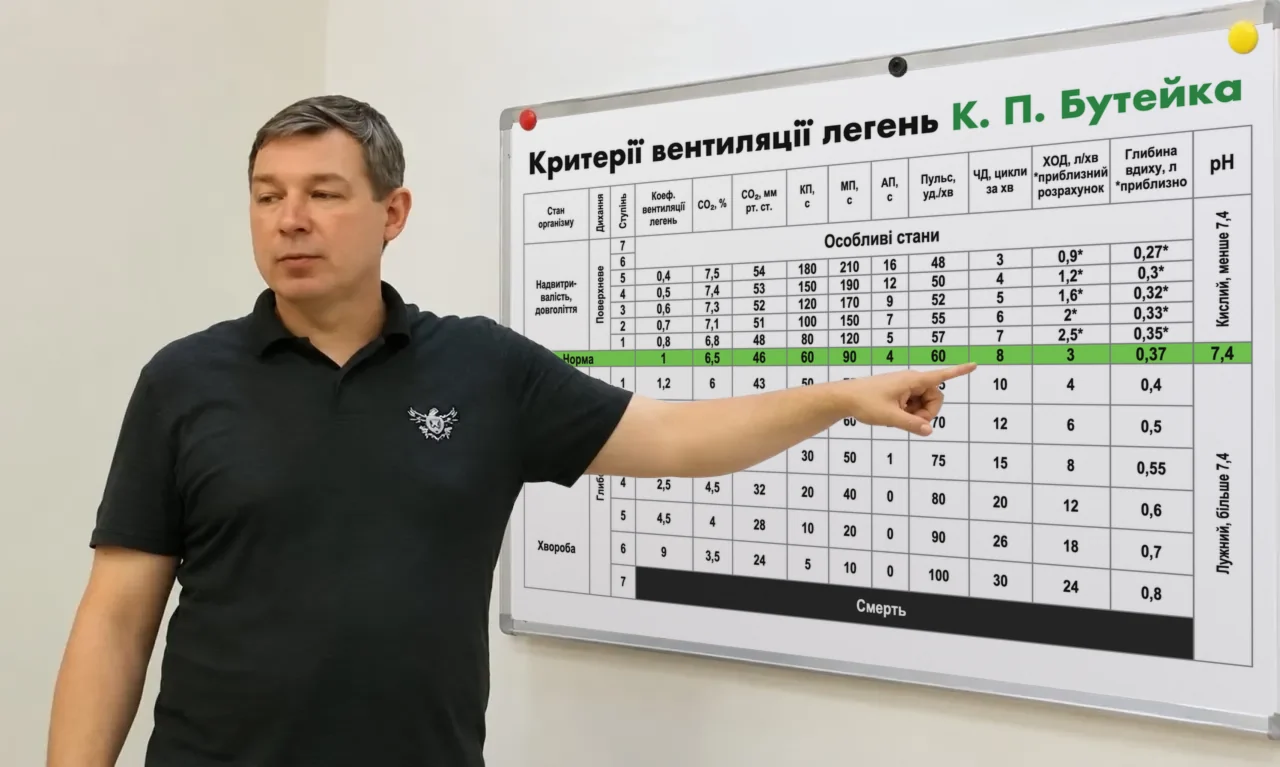 Критерії вентиляції легень К. П. Бутейка
Стан організму | Дихання | Ступінь | Коеф. вентиляції легень | CO₂, % | CO₂, мм рт. ст. | КП, с | МП, с | АП, с | Пульс, уд./хв | ЧД, цикли за хв | ХОД, л/хв *приблизний розрахунок | Глибина вдиху, л *приблизно | pH
Надвитривалість, довголіття | Поверхневе | 7 | Особливі стани | Кислий, менше 7,4
6
5 | 0,4 | 7,5 | 54 | 180 | 210 | 16 | 48 | 3 | 0,9* | 0,27*
4 | 0,5 | 7,4 | 53 | 150 | 190 | 12 | 50 | 4 | 1,2* | 0,3*
3 | 0,6 | 7,3 | 52 | 120 | 170 | 9 | 52 | 5 | 1,6* | 0,32*
2 | 0,7 | 7,1 | 51 | 100 | 150 | 7 | 55 | 6 | 2* | 0,33*
1 | 0,8 | 6,8 | 48 | 80 | 120 | 5 | 57 | 7 | 2,5* | 0,35*
Норма | 1 | 6,5 | 46 | 60 | 90 | 4 | 60 | 8 | 3 | 0,37 | 7,4
1 | 1,2 | 6 | 43 | 50 | 10 | 4 | 0,4 | Лужний, більше 7,4
60 | 70 | 12 | 6 | 0,5
30 | 50 | 1 | 75 | 15 | 8 | 0,55
Хвороба | 4 | 2,5 | 4,5 | 32 | 20 | 40 | 0 | 80 | 20 | 12 | 0,6
5 | 4,5 | 4 | 28 | 10 | 20 | 0 | 90 | 26 | 18 | 0,7
6 | 9 | 3,5 | 24 | 5 | 10 | 0 | 100 | 30 | 24 | 0,8
7 | Смерть